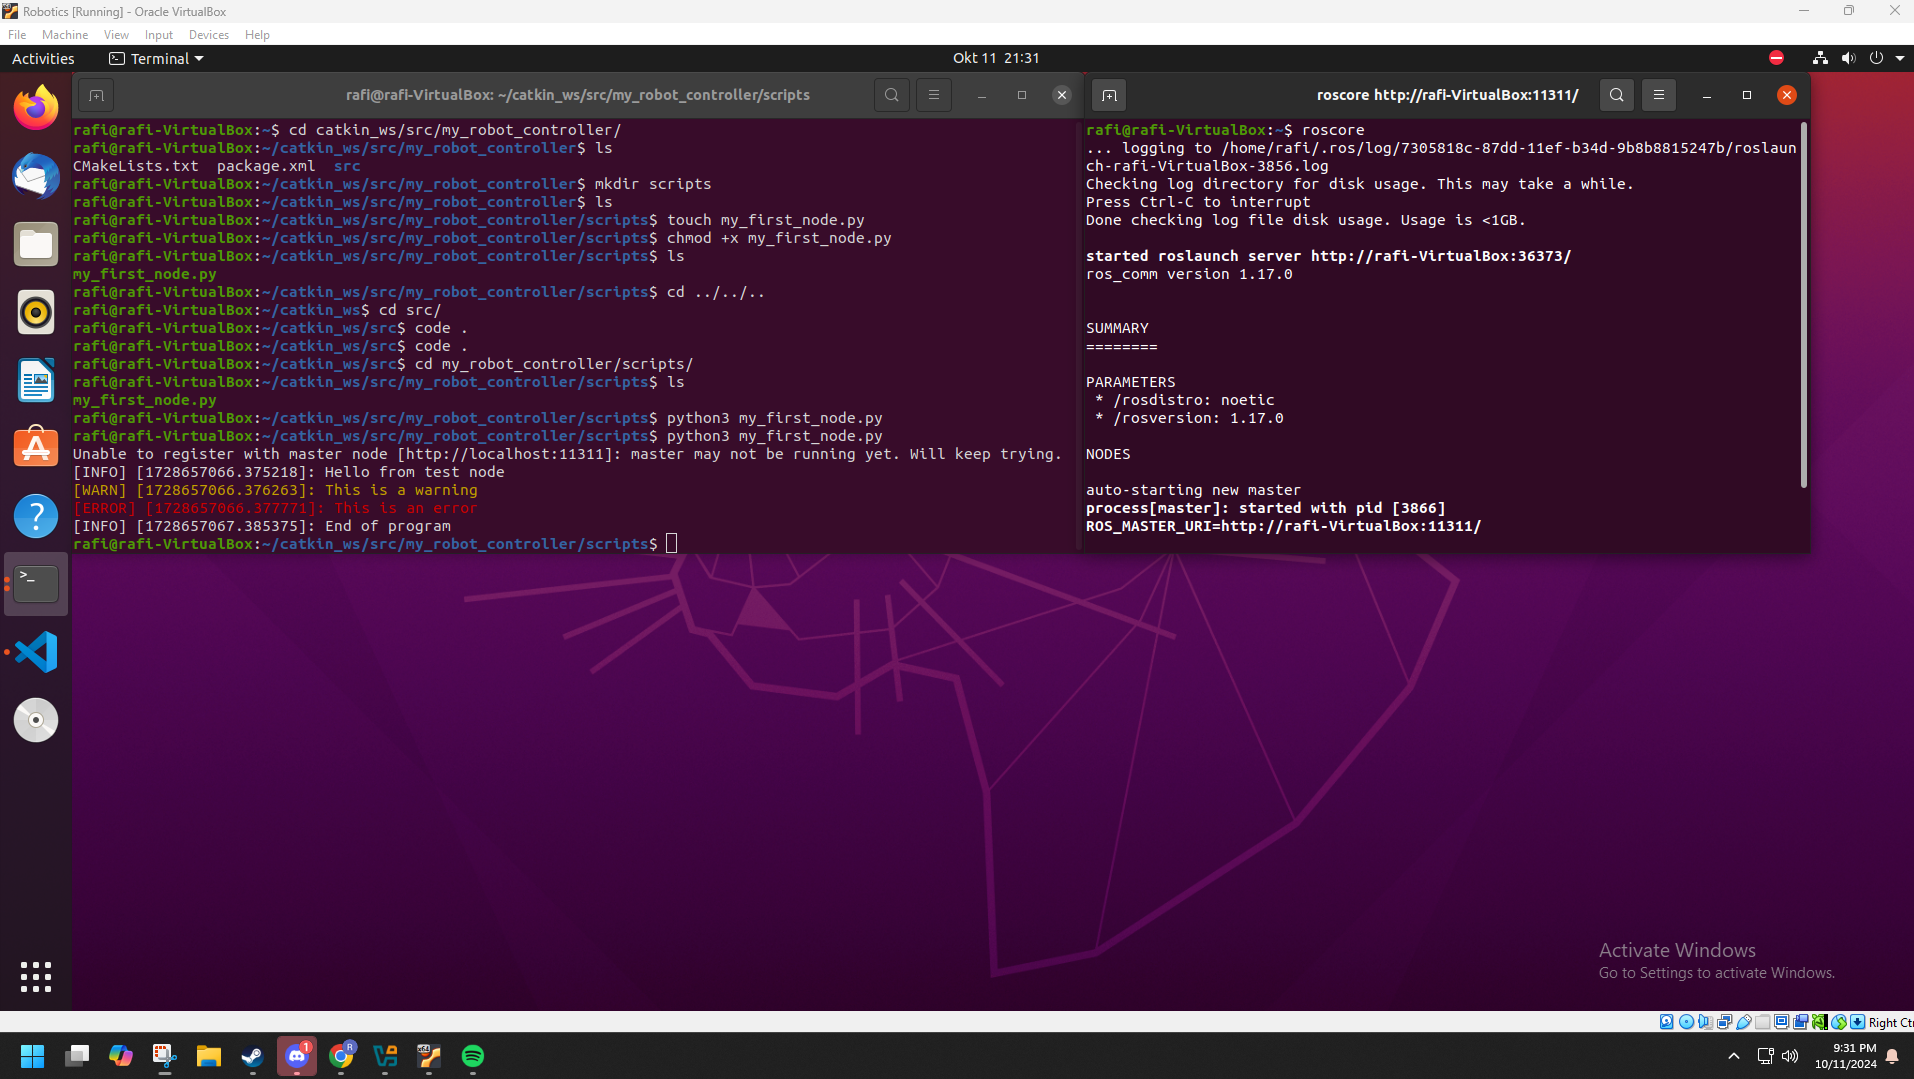 Robotics [Running] - Oracle VirtualBox
File Machine View Input Devices Help
Activities Terminal Okt 11 21:31
rafi@rafi-VirtualBox: ~/catkin_ws/src/my_robot_controller/scripts
rafi@rafi-VirtualBox:~$ cd catkin_ws/src/my_robot_controller/
rafi@rafi-VirtualBox:~/catkin_ws/src/my_robot_controller$ ls
CMakeLists.txt package.xml src
rafi@rafi-VirtualBox:~/catkin_ws/src/my_robot_controller$ mkdir scripts
rafi@rafi-VirtualBox:~/catkin_ws/src/my_robot_controller$ ls
rafi@rafi-VirtualBox:~/catkin_ws/src/my_robot_controller/scripts$ touch my_first_node.py
rafi@rafi-VirtualBox:~/catkin_ws/src/my_robot_controller/scripts$ chmod +x my_first_node.py
rafi@rafi-VirtualBox:~/catkin_ws/src/my_robot_controller/scripts$ ls
my_first_node.py
rafi@rafi-VirtualBox:~/catkin_ws/src/my_robot_controller/scripts$ cd ../../..
rafi@rafi-VirtualBox:~/catkin_ws$ cd src/
rafi@rafi-VirtualBox:~/catkin_ws/src$ code .
rafi@rafi-VirtualBox:~/catkin_ws/src$ code .
rafi@rafi-VirtualBox:~/catkin_ws/src$ cd my_robot_controller/scripts/
rafi@rafi-VirtualBox:~/catkin_ws/src/my_robot_controller/scripts$ ls
my_first_node.py
rafi@rafi-VirtualBox:~/catkin_ws/src/my_robot_controller/scripts$ python3 my_first_node.py
rafi@rafi-VirtualBox:~/catkin_ws/src/my_robot_controller/scripts$ python3 my_first_node.py
Unable to register with master node [http://localhost:11311]: master may not be running yet. Will keep trying.
[INFO] [1728657066.375218]: Hello from test node
[WARN] [1728657066.376263]: This is a warning
[ERROR] [1728657066.377771]: This is an error
[INFO] [1728657067.385375]: End of program
rafi@rafi-VirtualBox:~/catkin_ws/src/my_robot_controller/scripts$
roscore http://rafi-VirtualBox:11311/
rafi@rafi-VirtualBox:~$ roscore
... logging to /home/rafi/.ros/log/7305818c-87dd-11ef-b34d-9b8b8815247b/roslaun
ch-rafi-VirtualBox-3856.log
Checking log directory for disk usage. This may take a while.
Press Ctrl-C to interrupt
Done checking log file disk usage. Usage is <1GB.
started roslaunch server http://rafi-VirtualBox:36373/
ros_comm version 1.17.0
SUMMARY
========
PARAMETERS
* /rosdistro: noetic
* /rosversion: 1.17.0
NODES
auto-starting new master
process[master]: started with pid [3866]
ROS_MASTER_URI=http://rafi-VirtualBox:11311/
Activate Windows
Go to Settings to activate Windows.
Right Ctr
1
R
9:31 PM
10/11/2024